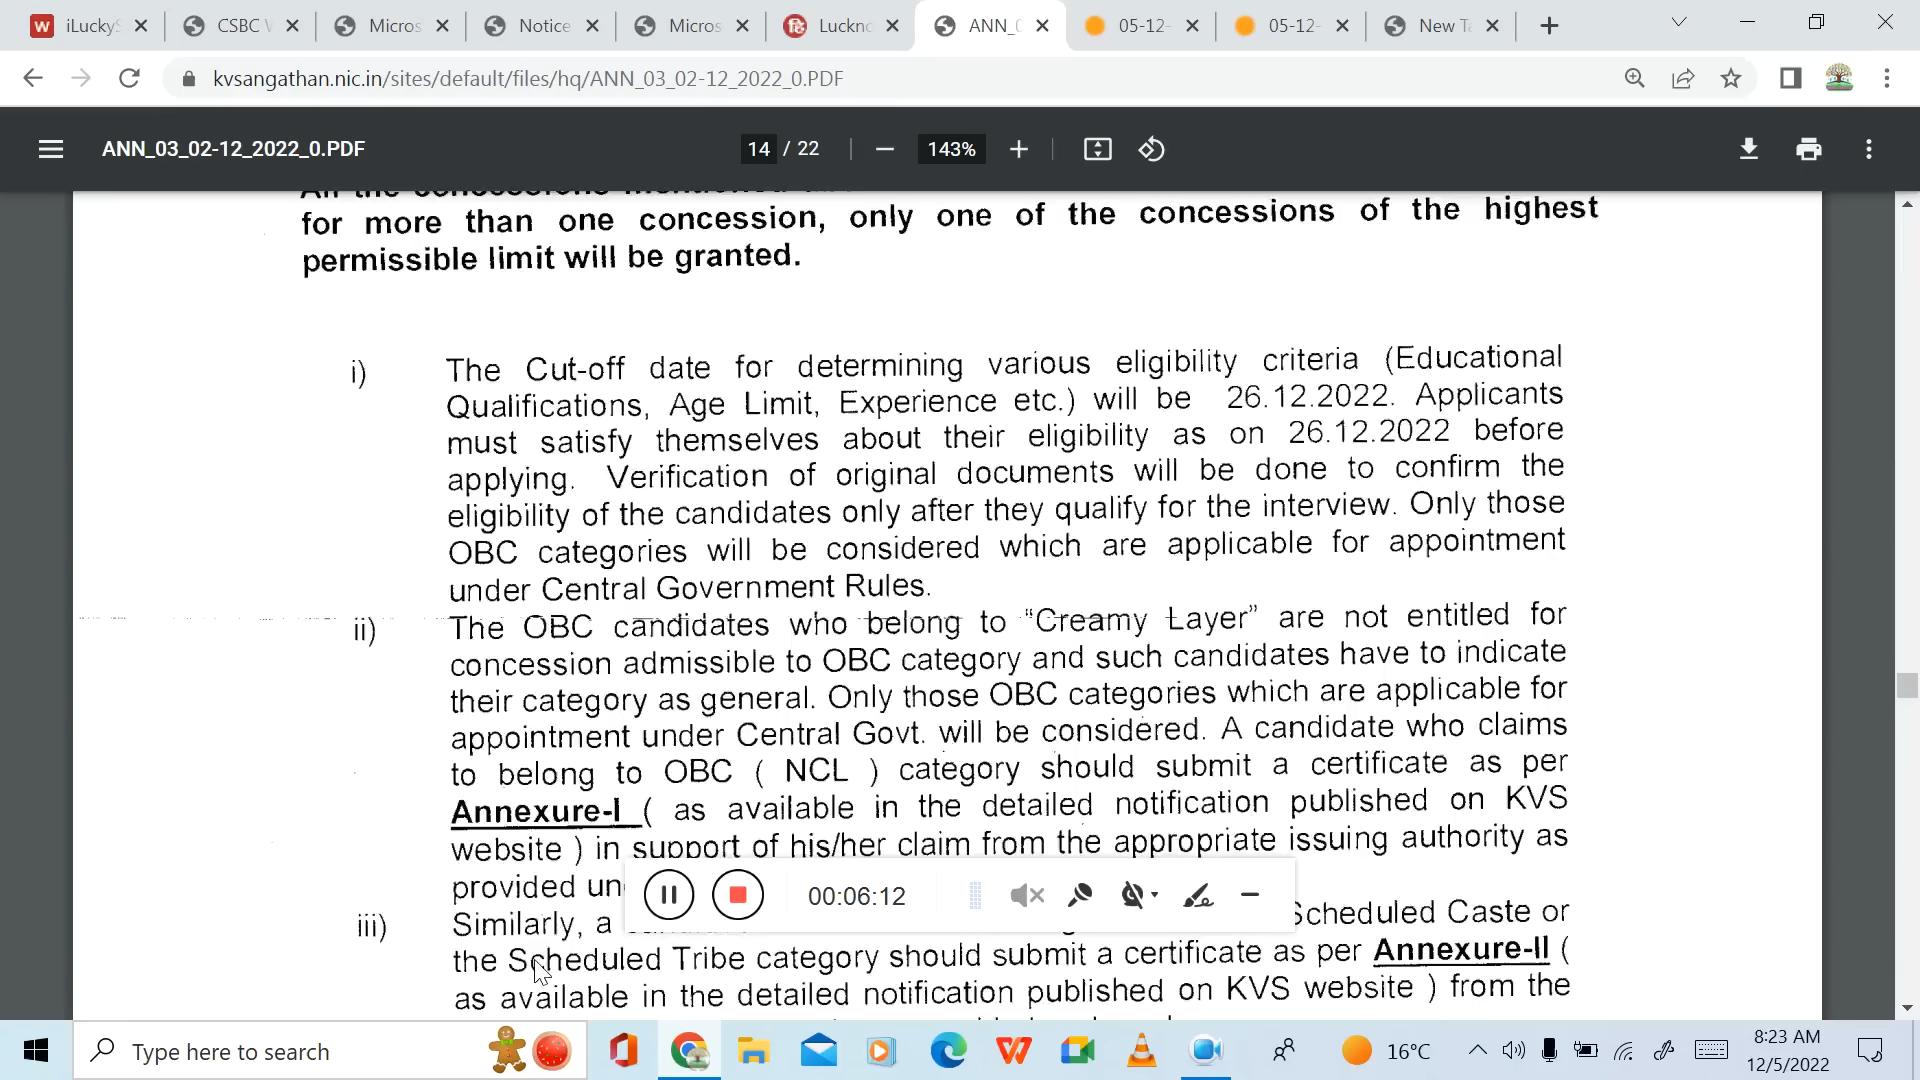 iLuckyS
CSBC W
Micros
Notice
Micros
Luckno
ANN_0
05-12-
05-12-
New Ta
kvsangathan.nic.in/sites/default/files/hq/ANN_03_02-12_2022_0.PDF
ANN_03_02-12_2022_0.PDF
14 / 22
143%
All the concessions mentioned
for more than one concession, only one of the concessions of the highest
permissible limit will be granted.
i) The Cut-off date for determining various eligibility criteria (Educational
Qualifications, Age Limit, Experience etc.) will be 26.12.2022. Applicants
must satisfy themselves about their eligibility as on 26.12.2022 before
applying. Verification of original documents will be done to confirm the
eligibility of the candidates only after they qualify for the interview. Only those
OBC categories will be considered which are applicable for appointment
under Central Government Rules.
ii) The OBC candidates who belong to “Creamy Layer” are not entitled for
concession admissible to OBC category and such candidates have to indicate
their category as general. Only those OBC categories which are applicable for
appointment under Central Govt. will be considered. A candidate who claims
to belong to OBC ( NCL ) category should submit a certificate as per
Annexure-I ( as available in the detailed notification published on KVS
website ) in support of his/her claim from the appropriate issuing authority as
provided un
00:06:12
iii) Similarly, a Scheduled Caste or
the Scheduled Tribe category should submit a certificate as per Annexure-II (
as available in the detailed notification published on KVS website ) from the
Type here to search
16°C
8:23 AM
12/5/2022